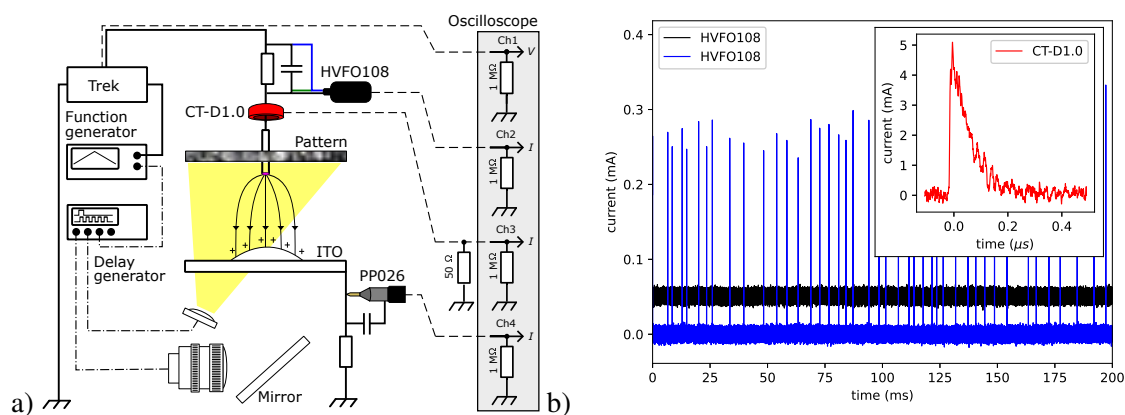 Oscilloscope
Ch1
V
1 MΩ
Trek
HVFO108
CT-D1.0
Function
generator
Pattern
Ch2
I
1 MΩ
Delay
generator
+ + + + + +
ITO
50 Ω
Ch3
I
1 MΩ
PP026
Ch4
I
1 MΩ
Mirror
a)
b)
0.4
0.3
0.2
0.1
0.0
current (mA)
HVFO108
HVFO108
0 25 50 75 100 125 150 175 200
time (ms)
CT-D1.0
5
4
3
2
1
0
current (mA)
0.0 0.2 0.4
time (μs)